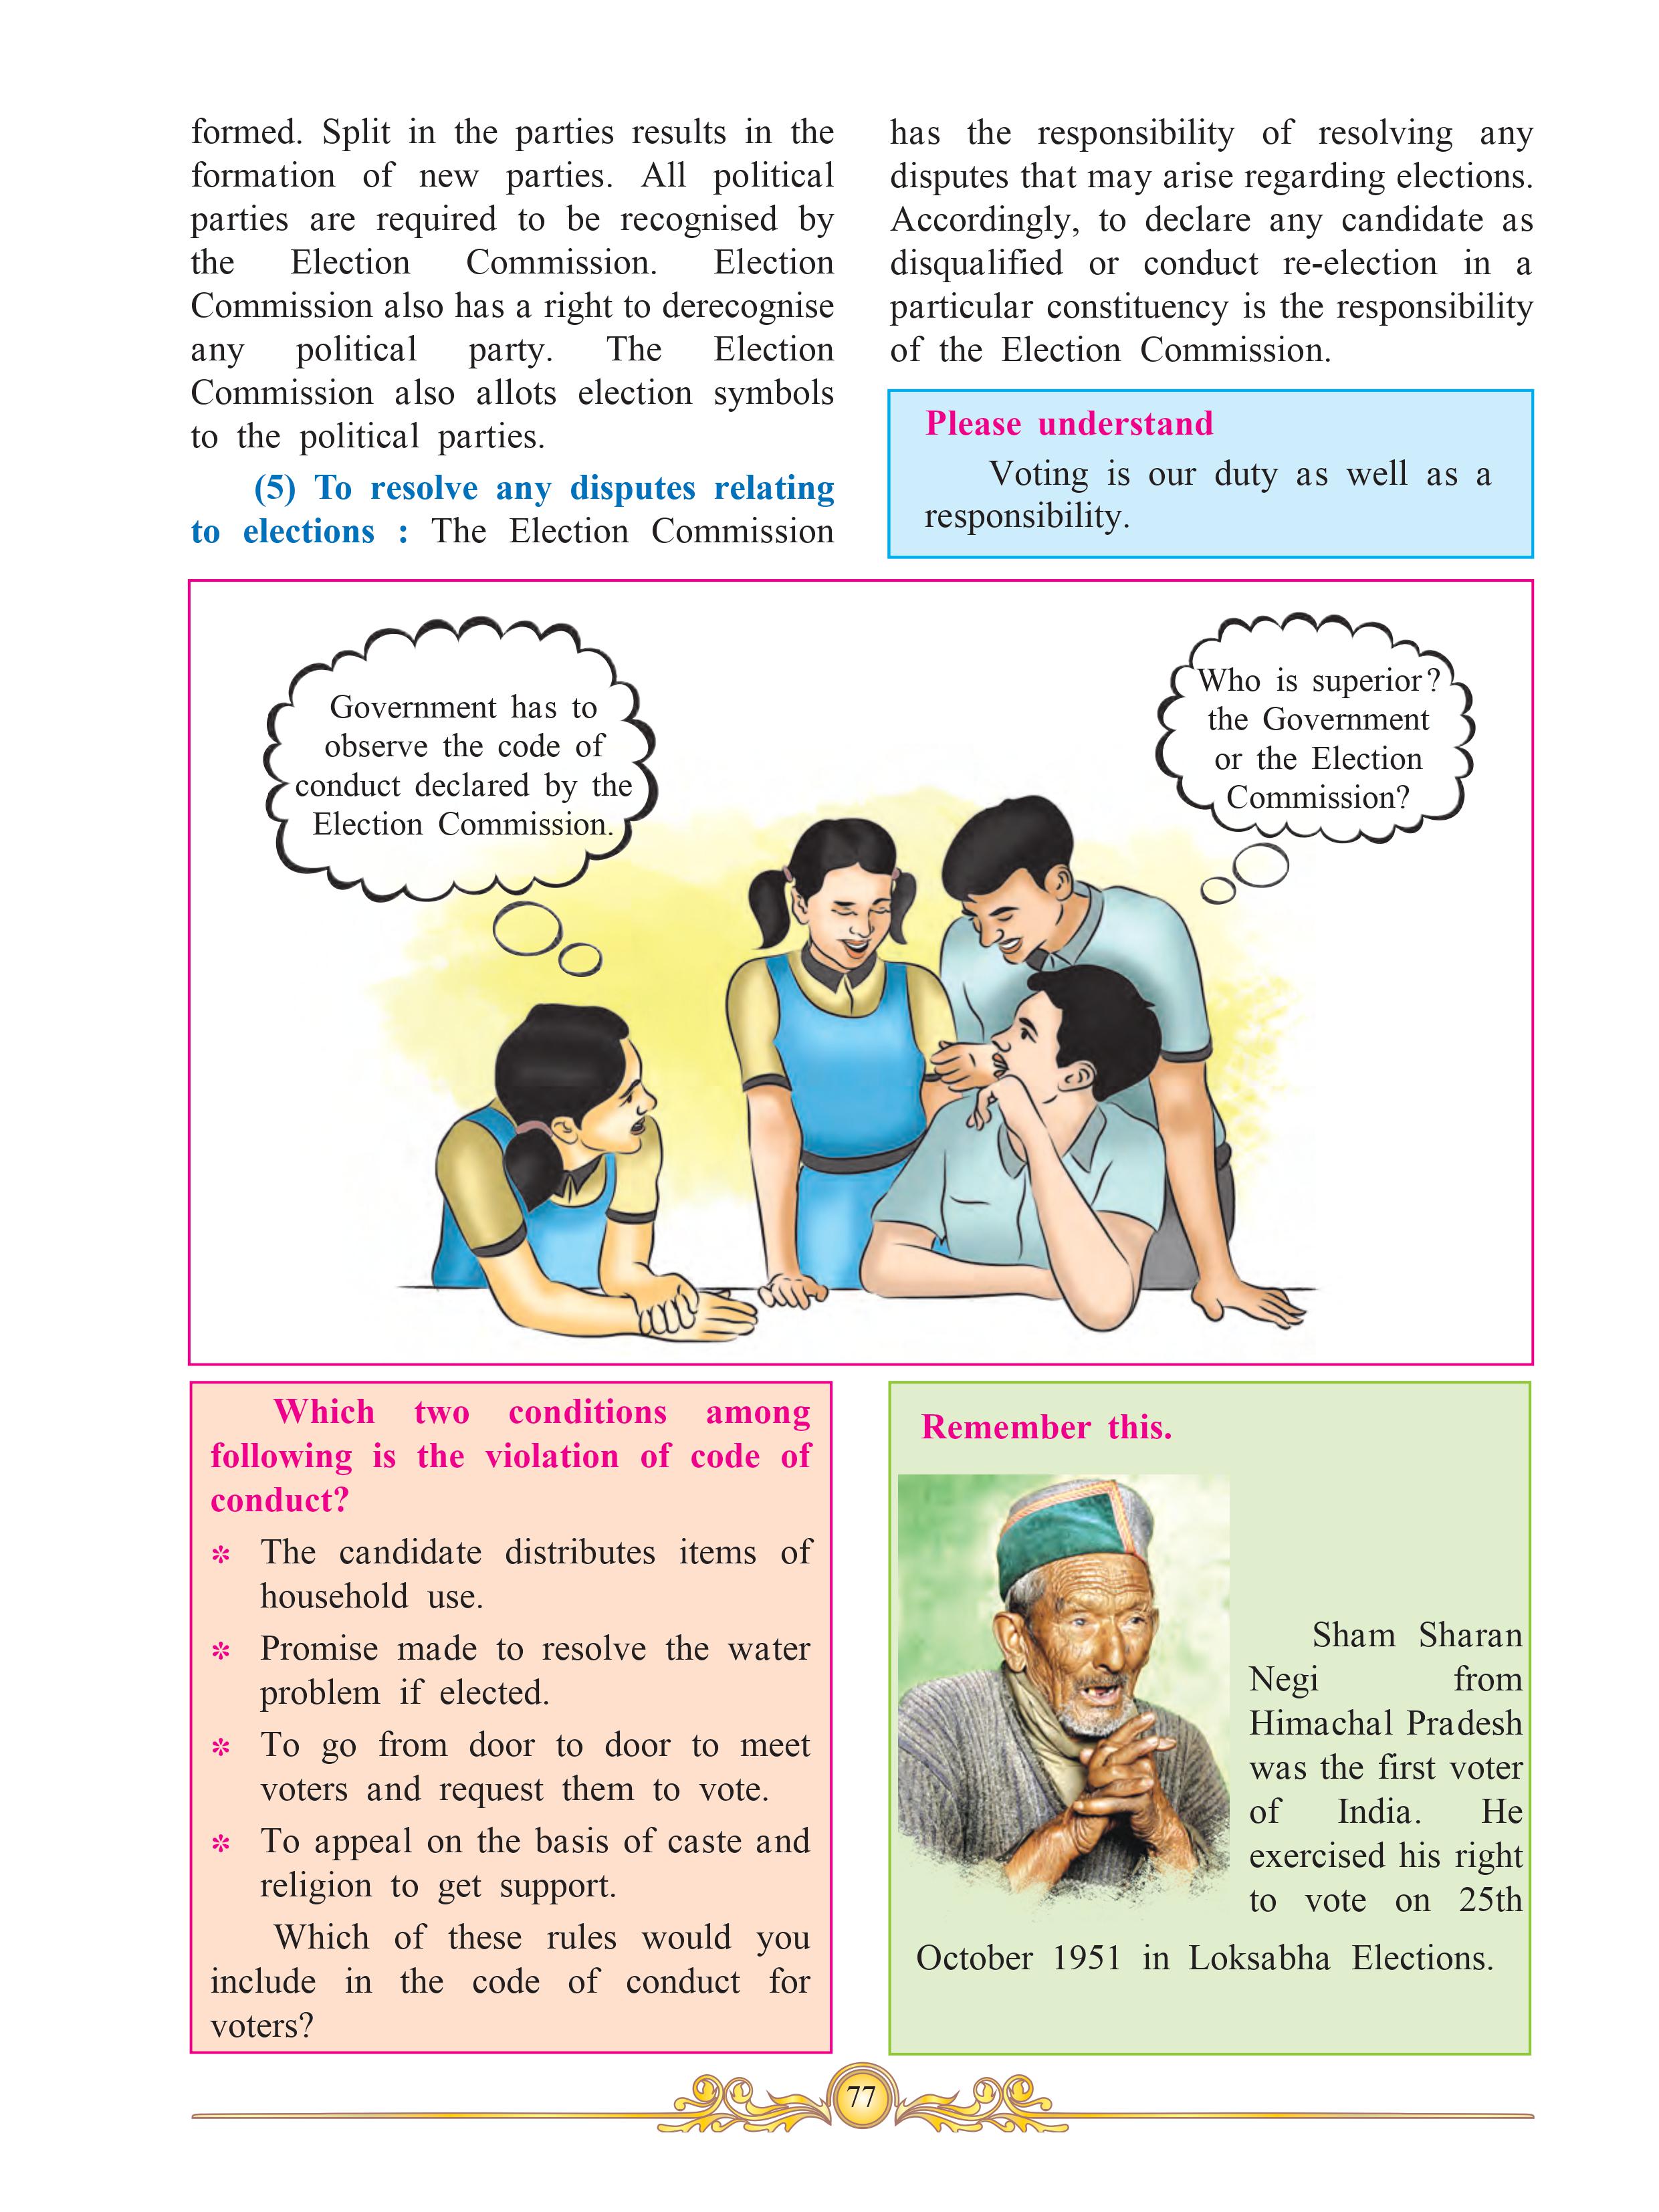 formed. Split in the parties results in the
formation of new parties. All political
parties are required to be recognised by
the Election Commission. Election
Commission also has a right to derecognise
any political party. The Election
Commission also allots election symbols
to the political parties.
(5) To resolve any disputes relating
to elections : The Election Commission
has the responsibility of resolving any
disputes that may arise regarding elections.
Accordingly, to declare any candidate as
disqualified or conduct re-election in a
particular constituency is the responsibility
of the Election Commission.
Please understand
Voting is our duty as well as a
responsibility.
Government has to
observe the code of
conduct declared by the
Election Commission.
Who is superior?
the Government
or the Election
Commission?
Which two conditions among
following is the violation of code of
conduct?
* The candidate distributes items of
household use.
* Promise made to resolve the water
problem if elected.
* To go from door to door to meet
voters and request them to vote.
* To appeal on the basis of caste and
religion to get support.
Which of these rules would you
include in the code of conduct for
voters?
Remember this.
Sham Sharan
Negi from
Himachal Pradesh
was the first voter
of India. He
exercised his right
to vote on 25th
October 1951 in Loksabha Elections.
77